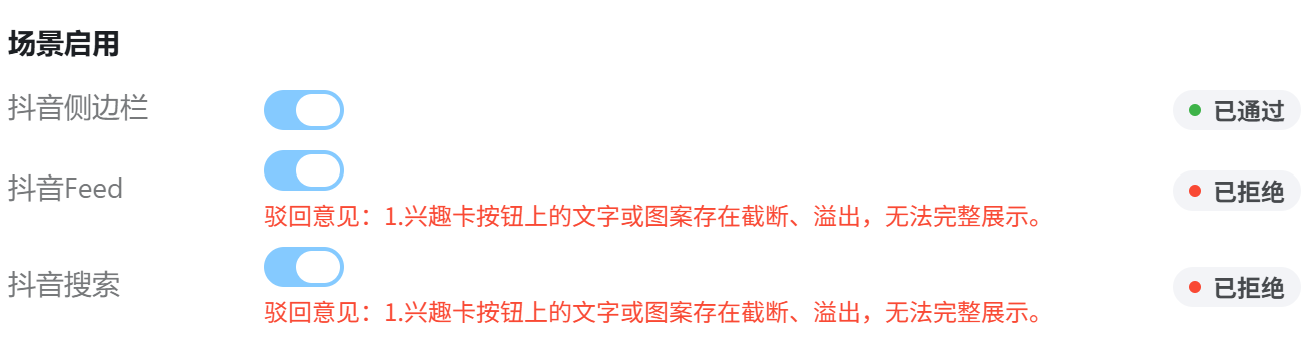 场景启用
抖音侧边栏 已通过
抖音Feed 已拒绝
驳回意见：1.兴趣卡按钮上的文字或图案存在截断、溢出，无法完整展示。
抖音搜索 已拒绝
驳回意见：1.兴趣卡按钮上的文字或图案存在截断、溢出，无法完整展示。